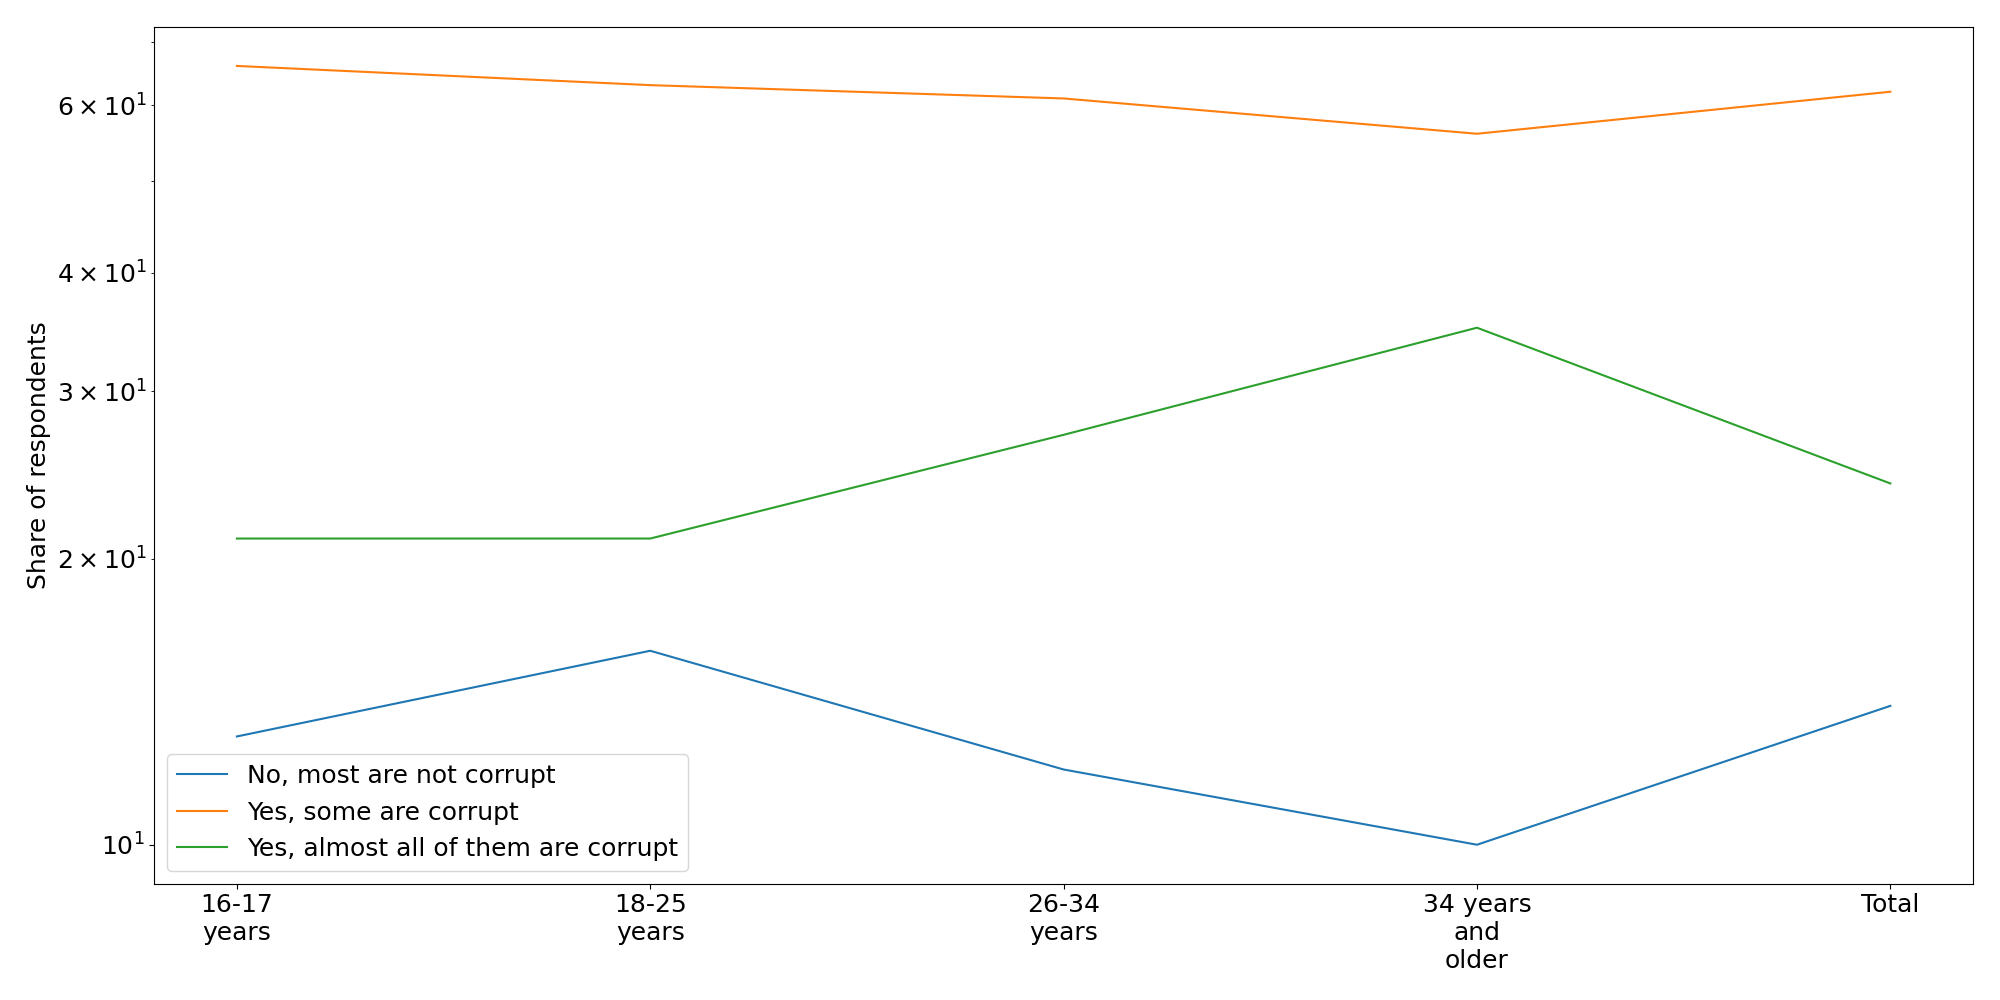 Share of respondents
6 × 10¹
4 × 10¹
3 × 10¹
2 × 10¹
10¹
No, most are not corrupt
Yes, some are corrupt
Yes, almost all of them are corrupt
16-17
years
18-25
years
26-34
years
34 years
and
older
Total